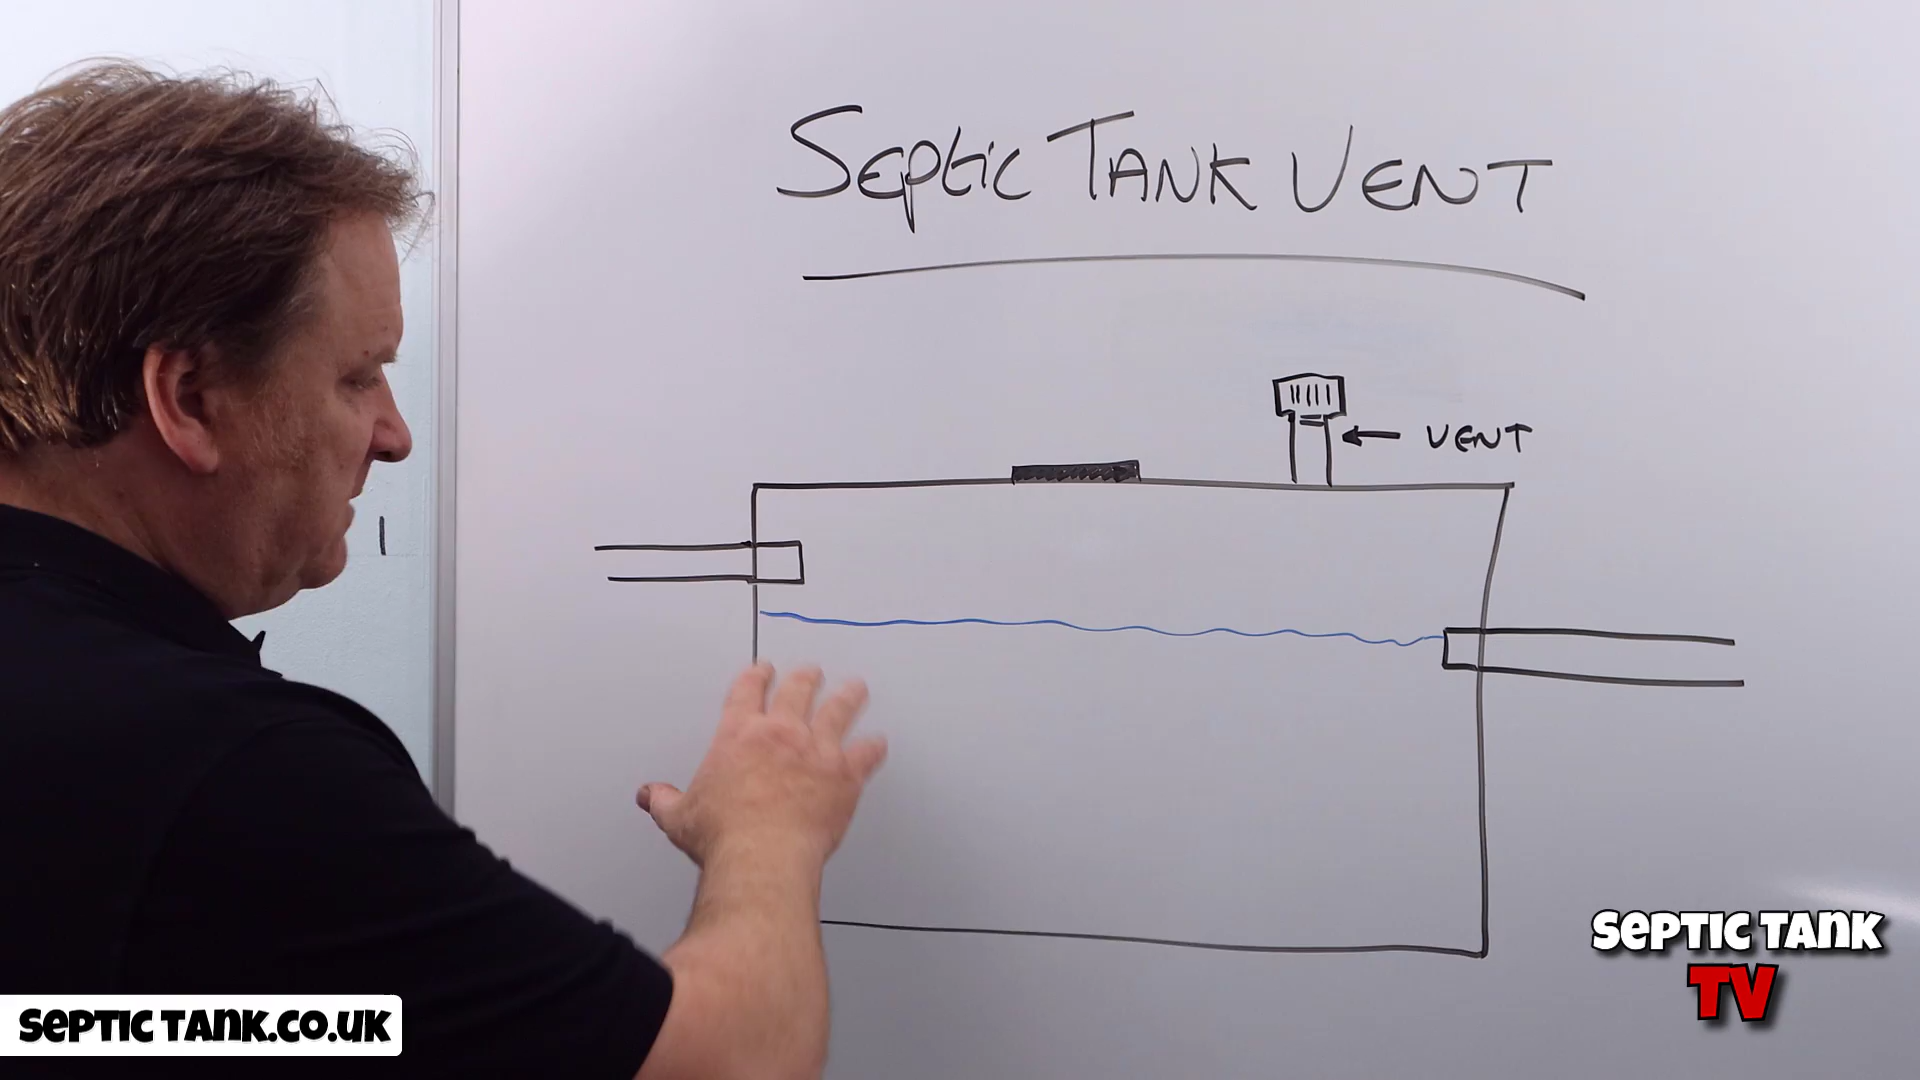 SEPtic TANK VENT
VENT
SEPTIC TANK
TV
SEPTIC TANK.CO.UK